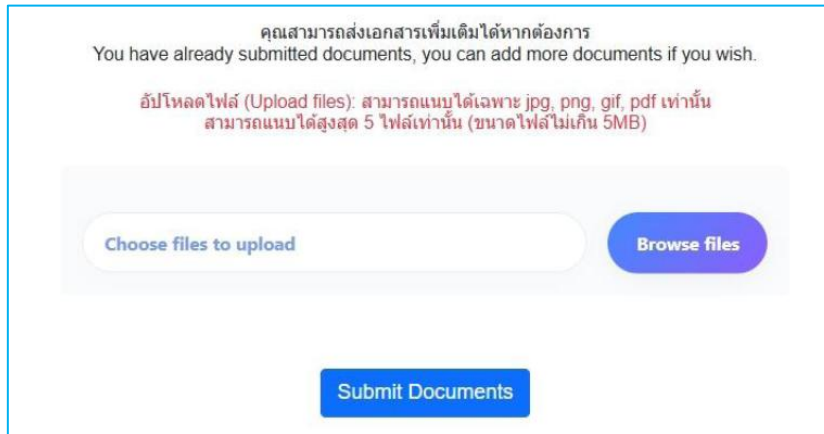 คุณสามารถส่งเอกสารเพิ่มเติมได้หากต้องการ
You have already submitted documents, you can add more documents if you wish.
อัปโหลดไฟล์ (Upload files): สามารถแนบได้เฉพาะ jpg, png, gif, pdf เท่านั้น
สามารถแนบได้สูงสุด 5 ไฟล์เท่านั้น (ขนาดไฟล์ไม่เกิน 5MB)
Choose files to upload
Browse files
Submit Documents